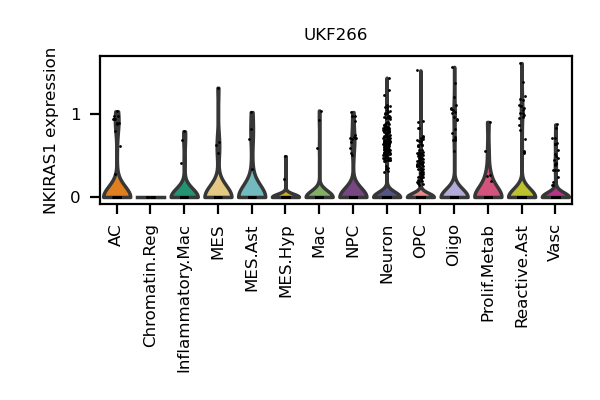 UKF266
NKIRAS1 expression
1
0
AC
Chromatin.Reg
Inflammatory.Mac
MES
MES.Ast
MES.Hyp
Mac
NPC
Neuron
OPC
Oligo
Prolif.Metab
Reactive.Ast
Vasc